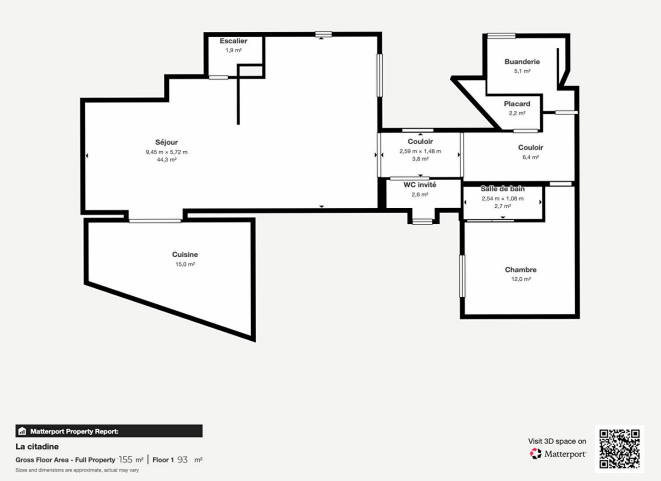 Escalier
1,9 m²
Buanderie
5,1 m²
Placard
2,2 m²
Séjour
9,45 m × 5,72 m
44,3 m²
Couloir
2,59 m × 1,48 m
3,8 m²
Couloir
6,4 m²
WC invité
2,6 m²
Salle de bain
2,54 m × 1,08 m
2,7 m²
Cuisine
15,0 m²
Chambre
12,0 m²
Matterport Property Report:
La citadine
Gross Floor Area - Full Property 155 m² | Floor 1 93 m²
Sizes and dimensions are approximate, actual may vary
Visit 3D space on
Matterport